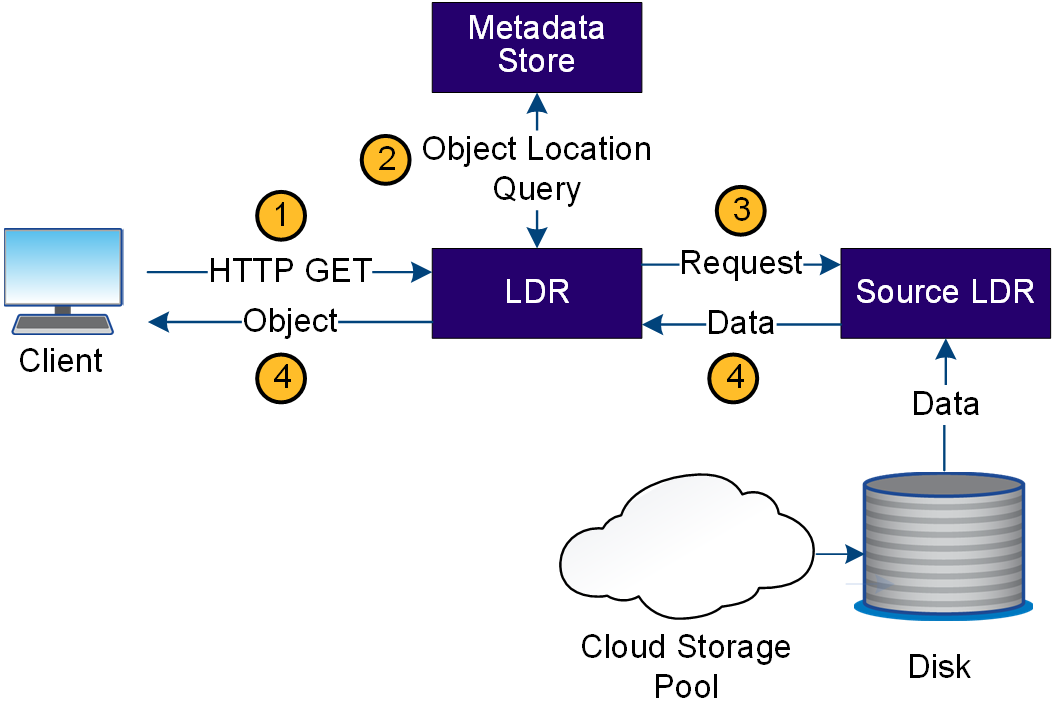 Metadata
Store
2
Object Location
Query
1
3
HTTP GET
Request
LDR
Source LDR
Object
Data
Client
4
4
Data
Cloud Storage
Pool
Disk